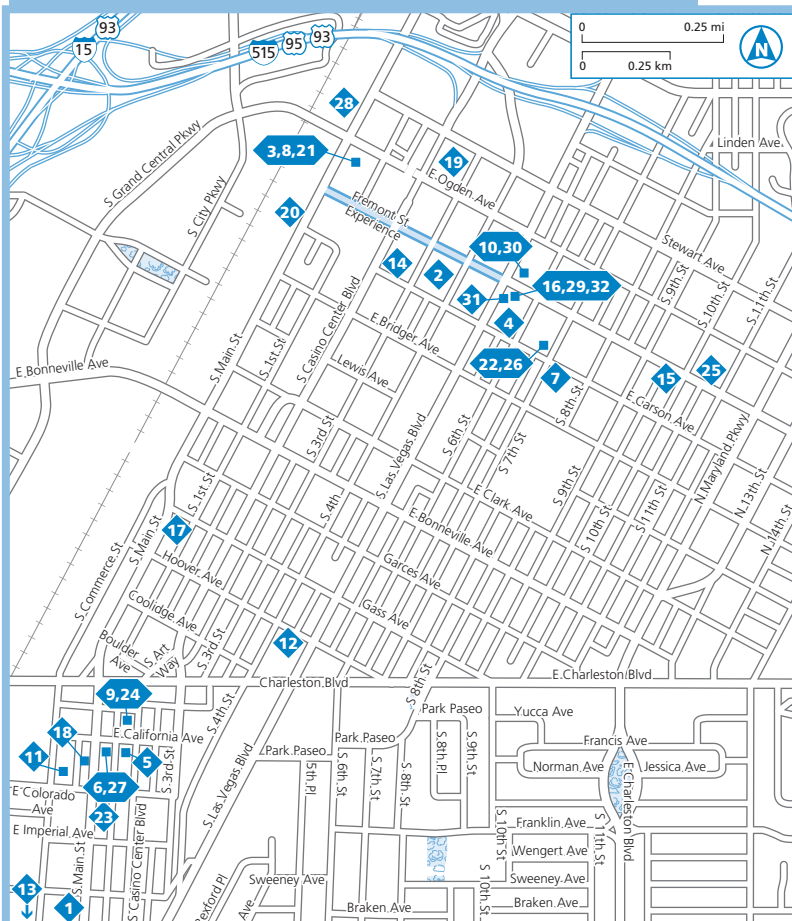 93
15
515
95
93
0
0.25 mi
0
0.25 km
N
28
S Grand Central Pkwy
S City Pkwy
3,8,21
19
E.Ogden Ave
Linden Ave
20
Fremont St
Experience
14
2
10,30
16,29,32
31
4
22,26
7
15
25
Stewart Ave
S 9th St
S 10th St
S 11th St
E Bonneville Ave
S Main St
S 1st St
S Casino Center Blvd
E Bridger Ave
Lewis Ave
S 3rd St
S 4th
S Las Vegas Blvd
S 6th St
S 7th St
S 8th St
E Carson Ave
N Maryland Pkwy
N 13th St
N 14th St
S 9th St
S 10th St
S 11th St
E Clark Ave
E Bonneville Ave
Garces Ave
Gass Ave
S 1st St
17
S Main St
S Commerce St
Hoover Ave
Coolidge Ave
Boulder
Ave
S Art
Way
S 3rd St
12
S 4th St
Charleston Blvd
S 8th St
E Charleston Blvd
9,24
E California Ave
18
11
5
6,27
S 3rd St
E Colorado
Ave
23
E Imperial Ave
S Main St
S Casino Center Blvd
13
1
S Las Vegas Blvd
Park Paseo
Park Paseo
Park Paseo
5th Pl
S 6th St
S 7th St
S 8th St
S 8th Pl
S 9th St
Yucca Ave
Francis Ave
Norman Ave
Jessica Ave
E Charleston Blvd
Franklin Ave
Wengert Ave
Sweeney Ave
Braken Ave
S 10th St
S 10th St
S 11th St
Sweeney Ave
Braken Ave
Rexford Pl
Ave